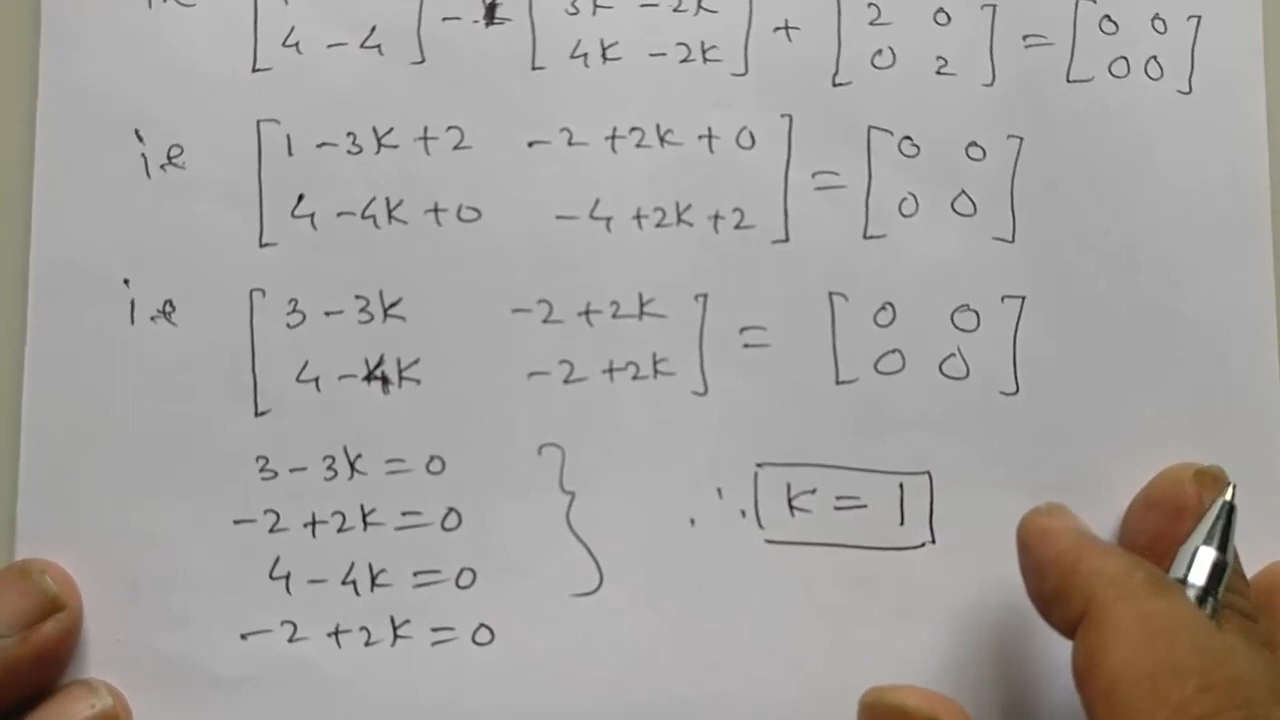 4 -4 ] - [ 3K -2K 4K -2K ] + [ 2 0 0 2 ] = [ 0 0 0 0 ]
ie [ 1 -3K +2 -2 +2K + 0 ] = [ 0 0 ]
[ 4 -4K +0 -4 +2K +2 ] [ 0 0 ]
i.e [ 3 - 3K -2 +2K ] = [ 0 0 ]
[ 4 -4K -2 +2K ] [ 0 0 ]
3 - 3K = 0
-2 +2K = 0
∴ K = 1
4 - 4K = 0
-2 +2K = 0